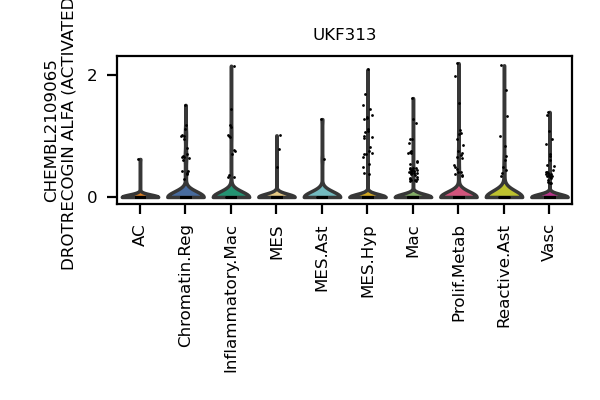 UKF313
CHEMBL2109065
DROTRECOGIN ALFA (ACTIVATED
2
0
AC
Chromatin.Reg
Inflammatory.Mac
MES
MES.Ast
MES.Hyp
Mac
Prolif.Metab
Reactive.Ast
Vasc